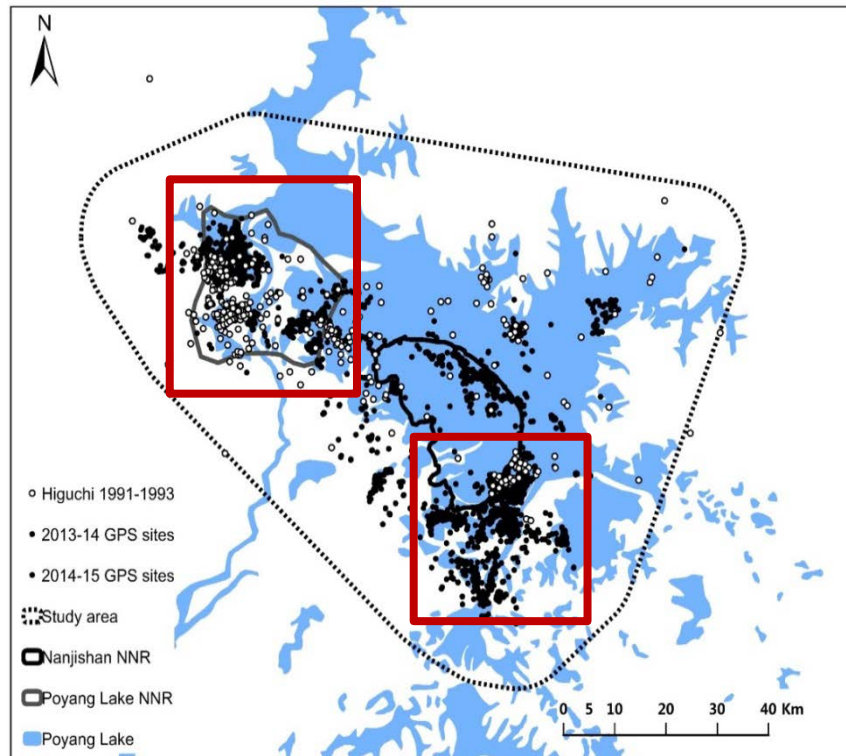 N
Higuchi 1991-1993
2013-14 GPS sites
2014-15 GPS sites
Study area
Nanjishan NNR
Poyang Lake NNR
Poyang Lake
0 5 10 20 30 40 Km